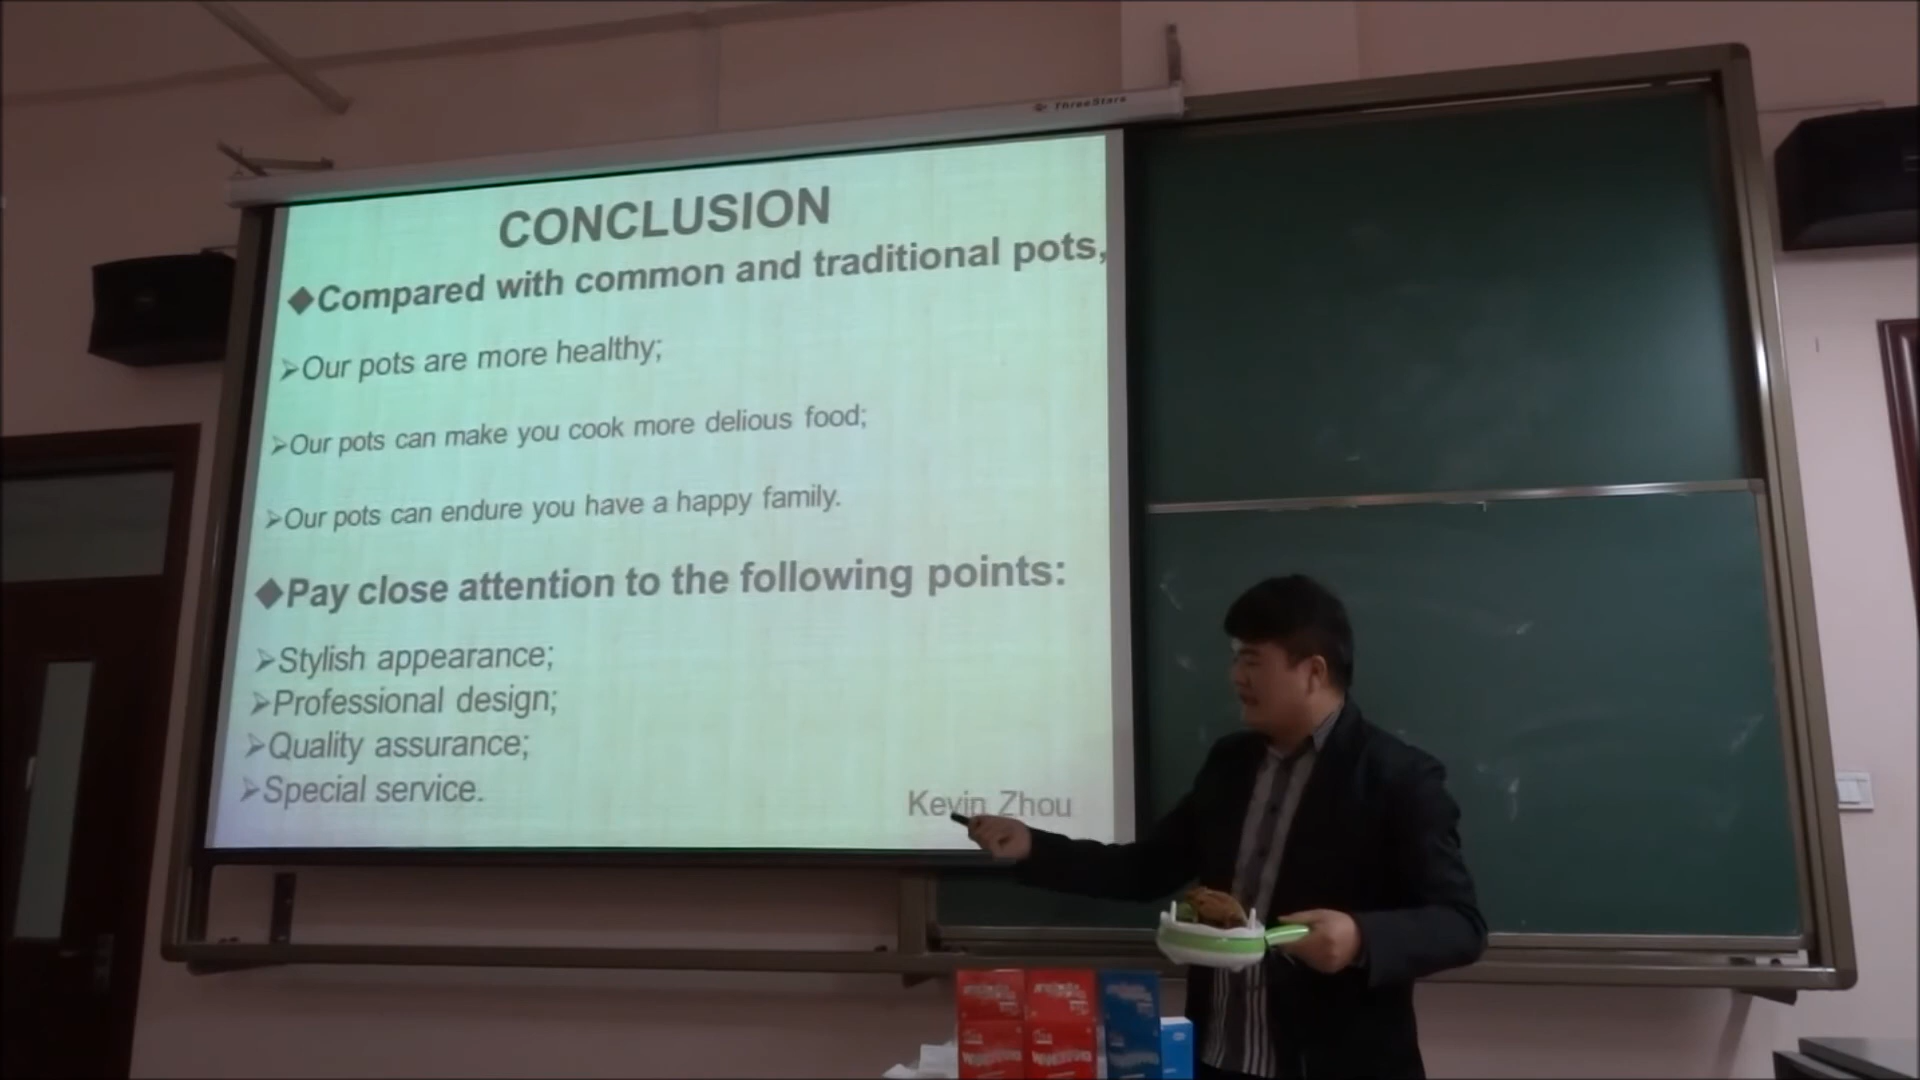 ThreeStars
CONCLUSION
◆Compared with common and traditional pots,
➢Our pots are more healthy;
➢Our pots can make you cook more delious food;
➢Our pots can endure you have a happy family.
◆Pay close attention to the following points:
➢Stylish appearance;
➢Professional design;
➢Quality assurance;
➢Special service.
Kevin Zhou